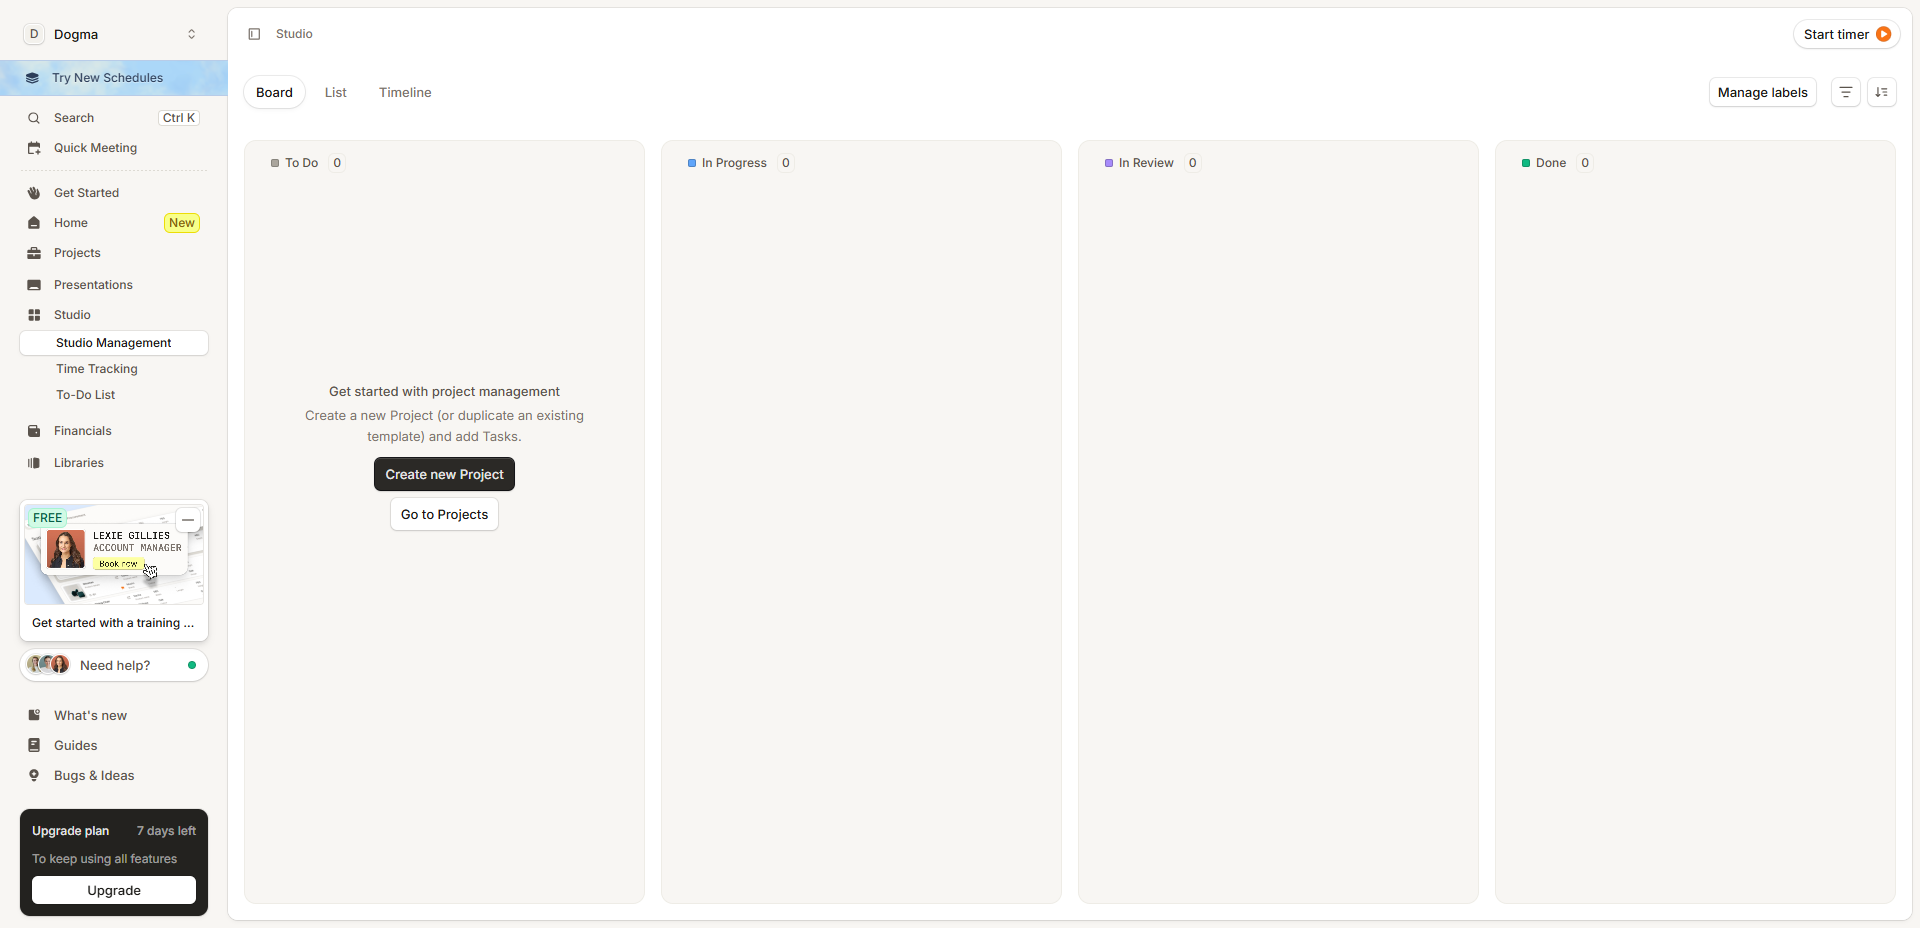 D Dogma
Try New Schedules
Search Ctrl K
Quick Meeting
Get Started
Home New
Projects
Presentations
Studio
Studio Management
Time Tracking
To-Do List
Financials
Libraries
FREE
LEXIE GILLIES
ACCOUNT MANAGER
Book now
Get started with a training ...
Need help?
What's new
Guides
Bugs & Ideas
Upgrade plan 7 days left
To keep using all features
Upgrade
Studio
Start timer
Board List Timeline
Manage labels
To Do 0
In Progress 0
In Review 0
Done 0
Get started with project management
Create a new Project (or duplicate an existing
template) and add Tasks.
Create new Project
Go to Projects